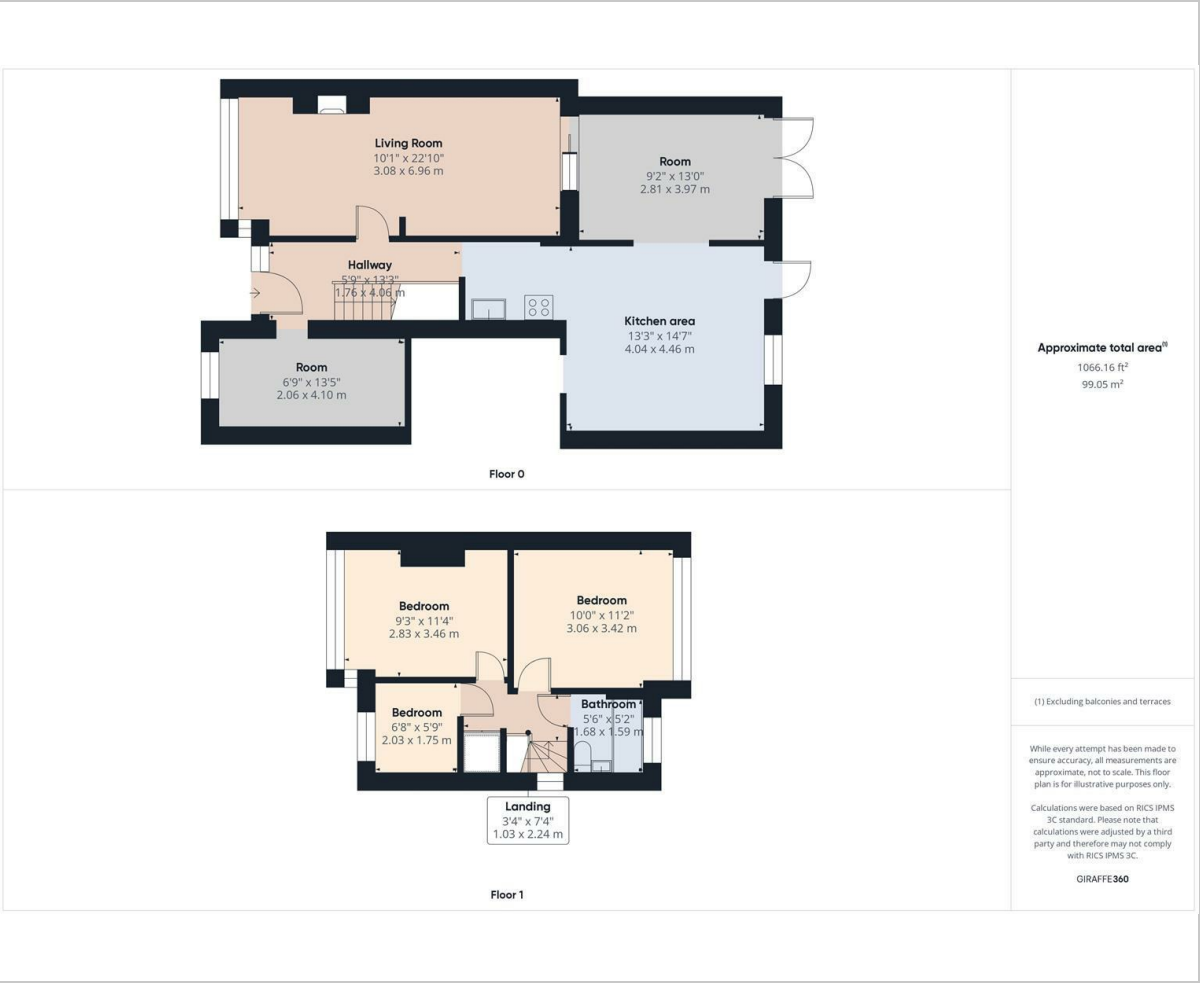 Living Room
10'1" x 22'10"
3.08 x 6.96 m
Room
9'2" x 13'0"
2.81 x 3.97 m
Hallway
5'9" x 13'3"
1.76 x 4.06 m
Kitchen area
13'3" x 14'7"
4.04 x 4.46 m
Room
6'9" x 13'5"
2.06 x 4.10 m
Floor 0
Bedroom
9'3" x 11'4"
2.83 x 3.46 m
Bedroom
10'0" x 11'2"
3.06 x 3.42 m
Bedroom
6'8" x 5'9"
2.03 x 1.75 m
Bathroom
5'6" x 5'2"
1.68 x 1.59 m
Landing
3'4" x 7'4"
1.03 x 2.24 m
Floor 1
Approximate total area⁽¹⁾
1066.16 ft²
99.05 m²
(1) Excluding balconies and terraces
While every attempt has been made to
ensure accuracy, all measurements are
approximate, not to scale. This floor
plan is for illustrative purposes only.
Calculations were based on RICS IPMS
3C standard. Please note that
calculations were adjusted by a third
party and therefore may not comply
with RICS IPMS 3C.
GIRAFFE360